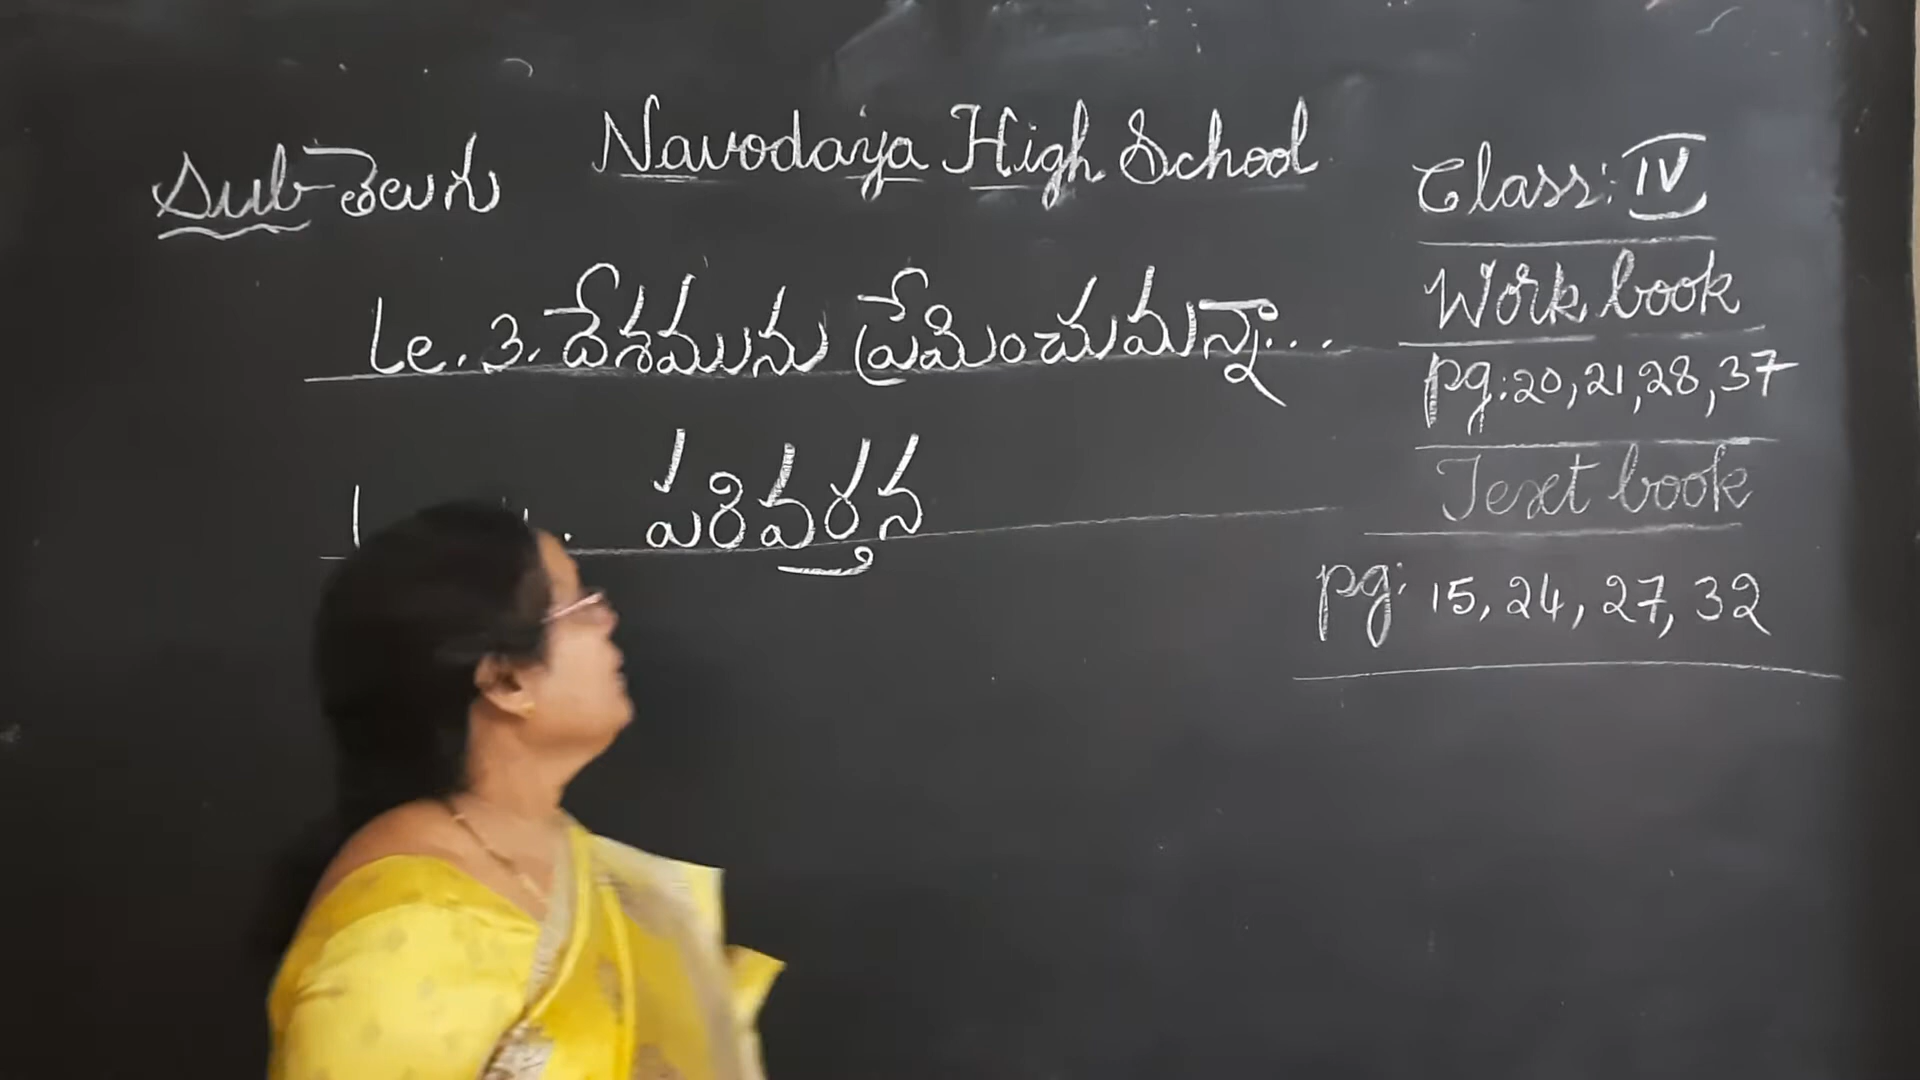 Navodaya High School
Sub-తెలుగు
Class: IV
Le. 3. దేశమును ప్రేమించుమన్నా...
పరివర్తన
Work book
pg: 20, 21, 28, 37
Text book
pg: 15, 24, 27, 32